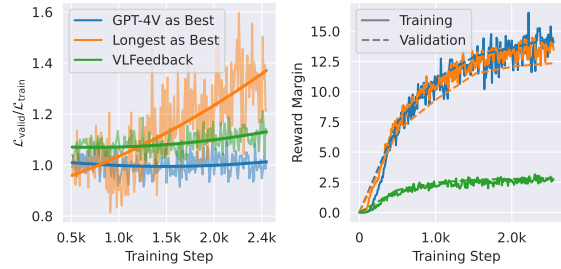 GPT-4V as Best
Longest as Best
VLFeedback
1.6
1.4
1.2
1.0
0.8
ℒvalid/ℒtrain
0.5k 1.0k 2.0k 2.4k
Training Step
Training
Validation
15.0
12.5
10.0
7.5
5.0
2.5
0.0
Reward Margin
0 1.0k 2.0k
Training Step